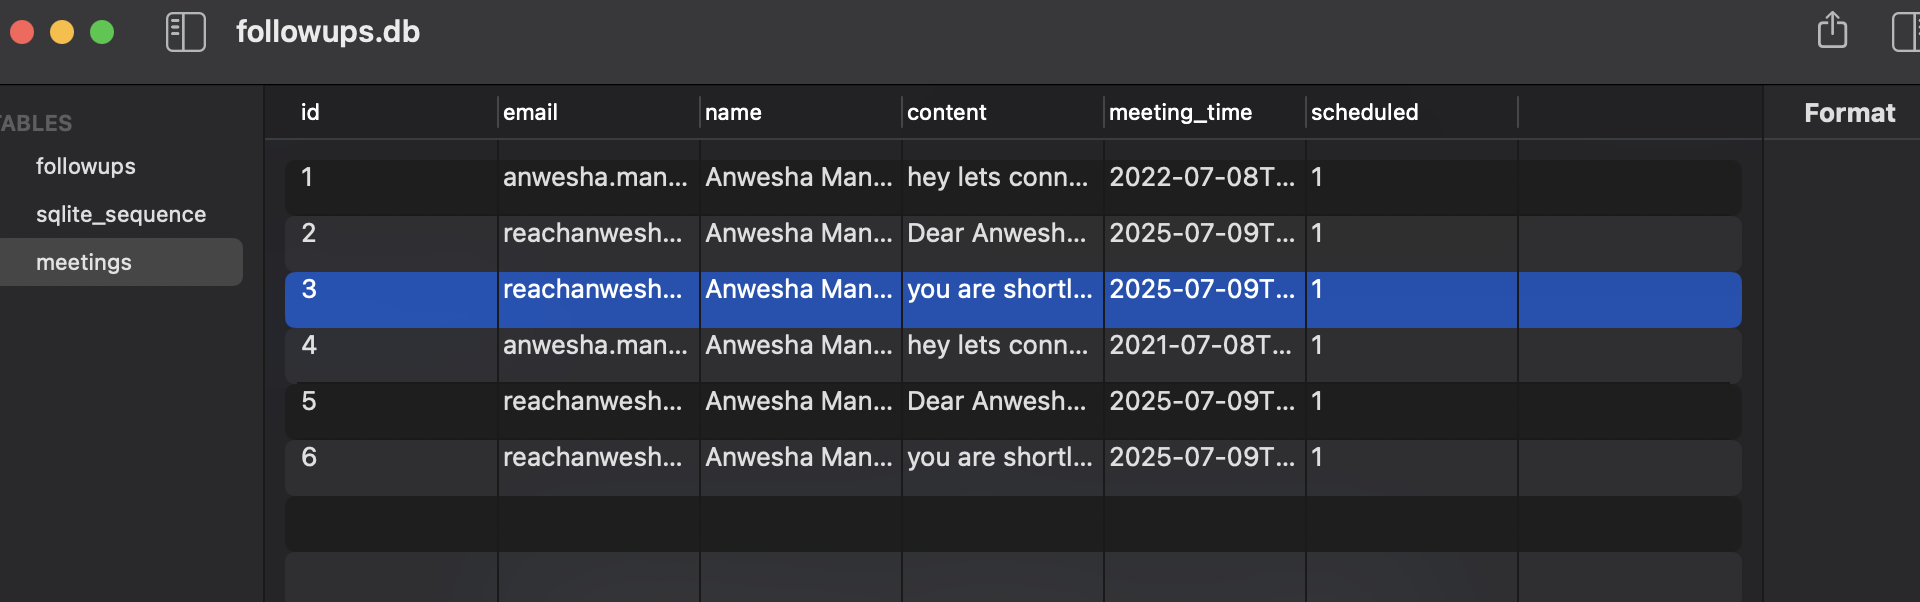 followups.db
TABLES
followups
sqlite_sequence
meetings
id email name content meeting_time scheduled
1 anwesha.man... Anwesha Man... hey lets conn... 2022-07-08T... 1
2 reachanwesh... Anwesha Man... Dear Anwesh... 2025-07-09T... 1
3 reachanwesh... Anwesha Man... you are shortl... 2025-07-09T... 1
4 anwesha.man... Anwesha Man... hey lets conn... 2021-07-08T... 1
5 reachanwesh... Anwesha Man... Dear Anwesh... 2025-07-09T... 1
6 reachanwesh... Anwesha Man... you are shortl... 2025-07-09T... 1
Format